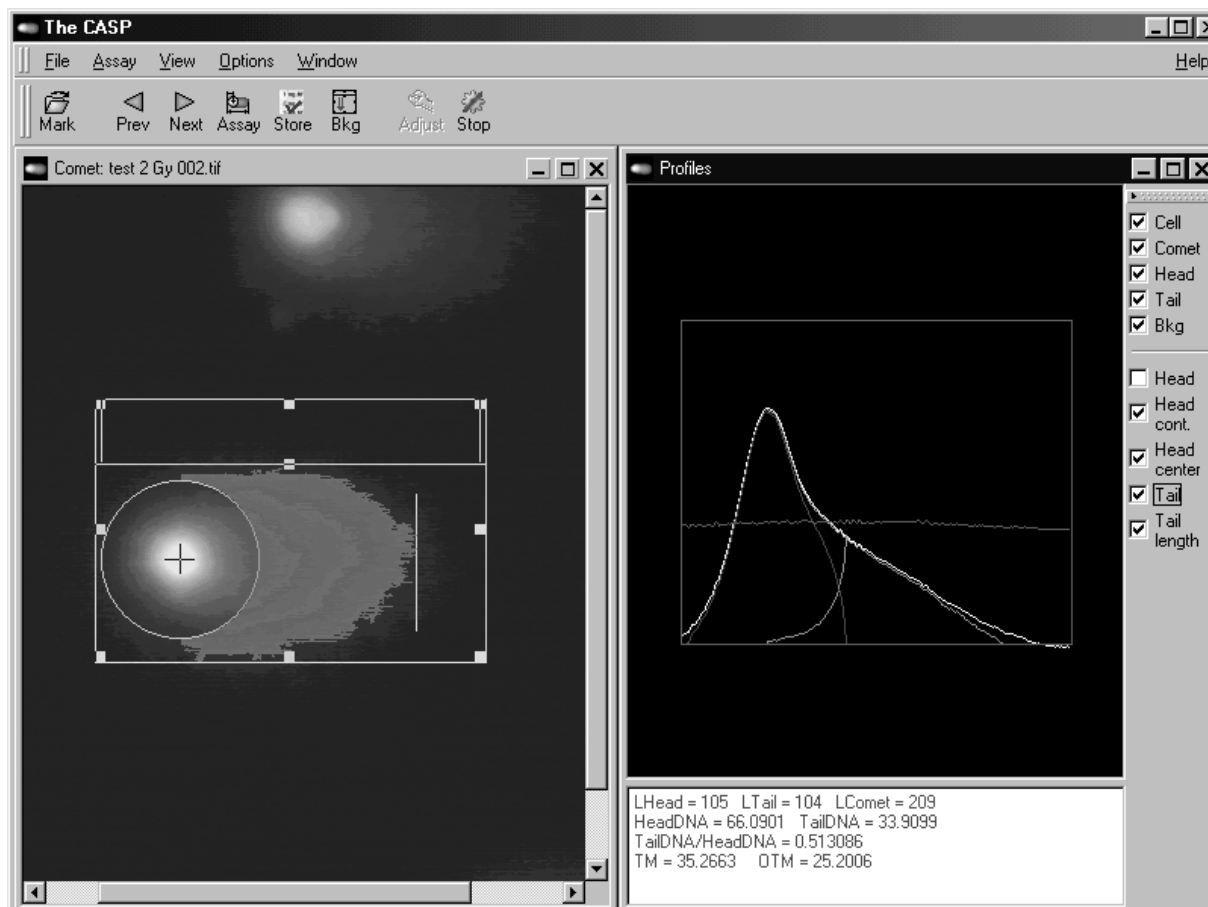 The CASP
File Assay View Options Window Help
Mark Prev Next Assay Store Bkg Adjust Stop
Comet: test 2 Gy 002.tif
Profiles
Cell
Comet
Head
Tail
Bkg
Head
Head
cont.
Head
center
Tail
Tail
length
LHead = 105 LTail = 104 LComet = 209
HeadDNA = 66.0901 TailDNA = 33.9099
TailDNA/HeadDNA = 0.513086
TM = 35.2663 OTM = 25.2006